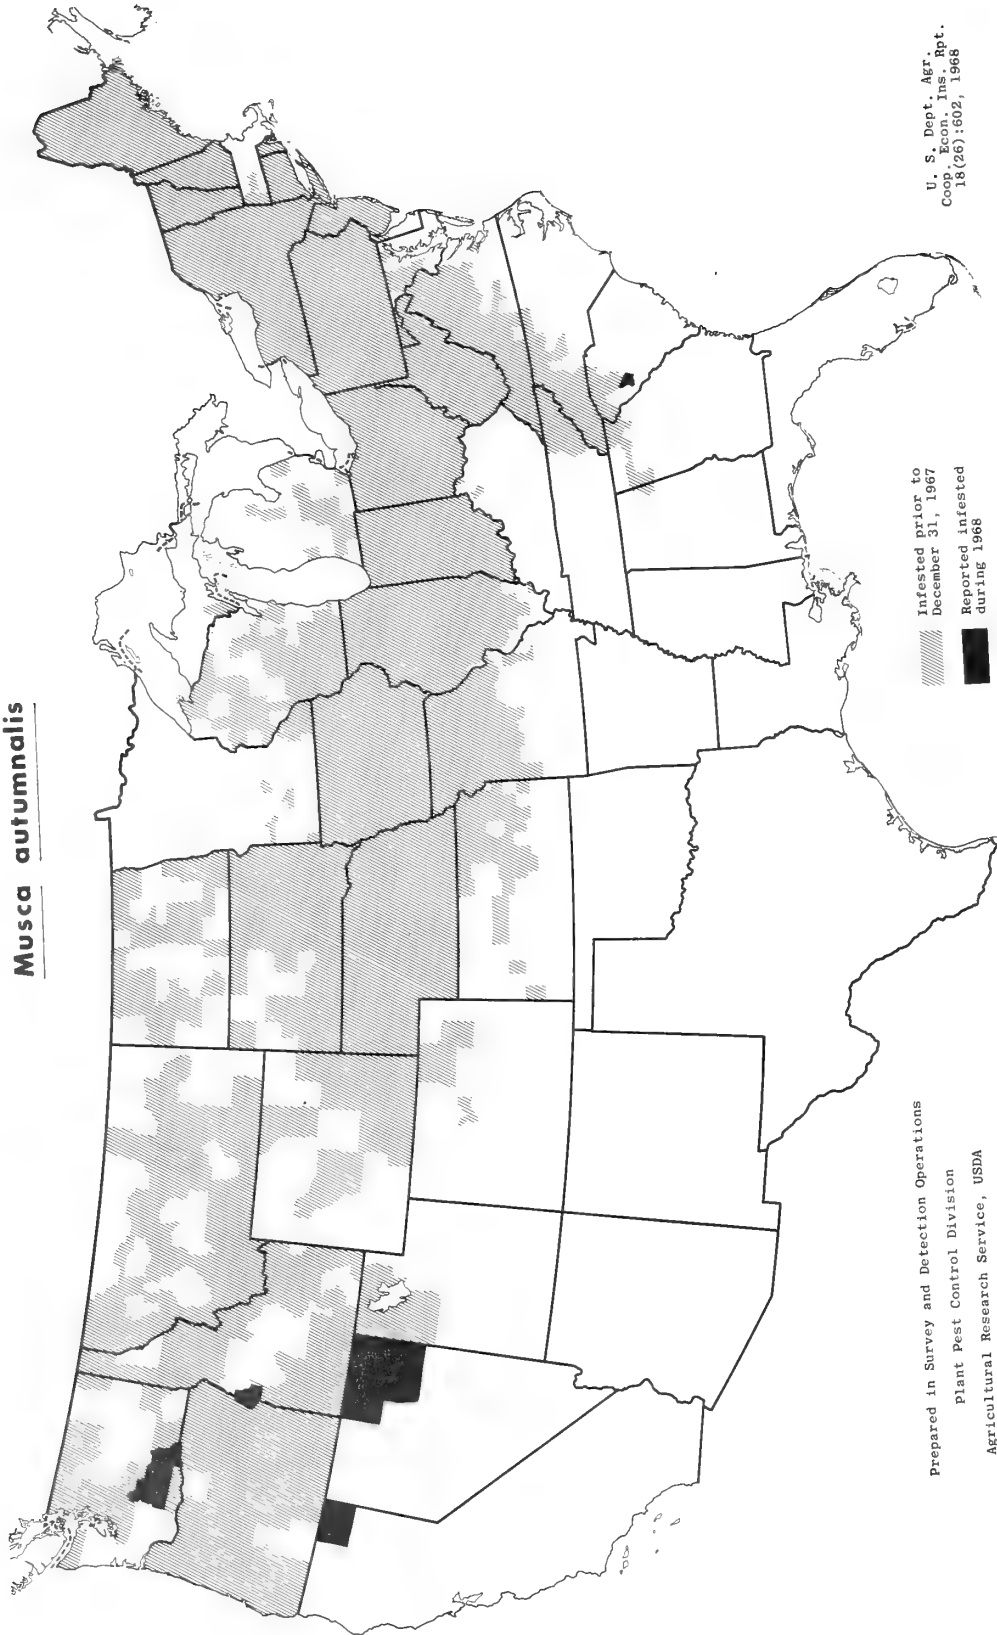 Musca autumnalis
Infested prior to
December 31, 1967
Reported infested
during 1968
U. S. Dept. Agr.
Coop. Econ. Ins. Rpt.
18(26):602, 1968
Prepared in Survey and Detection Operations
Plant Pest Control Division
Agricultural Research Service, USDA